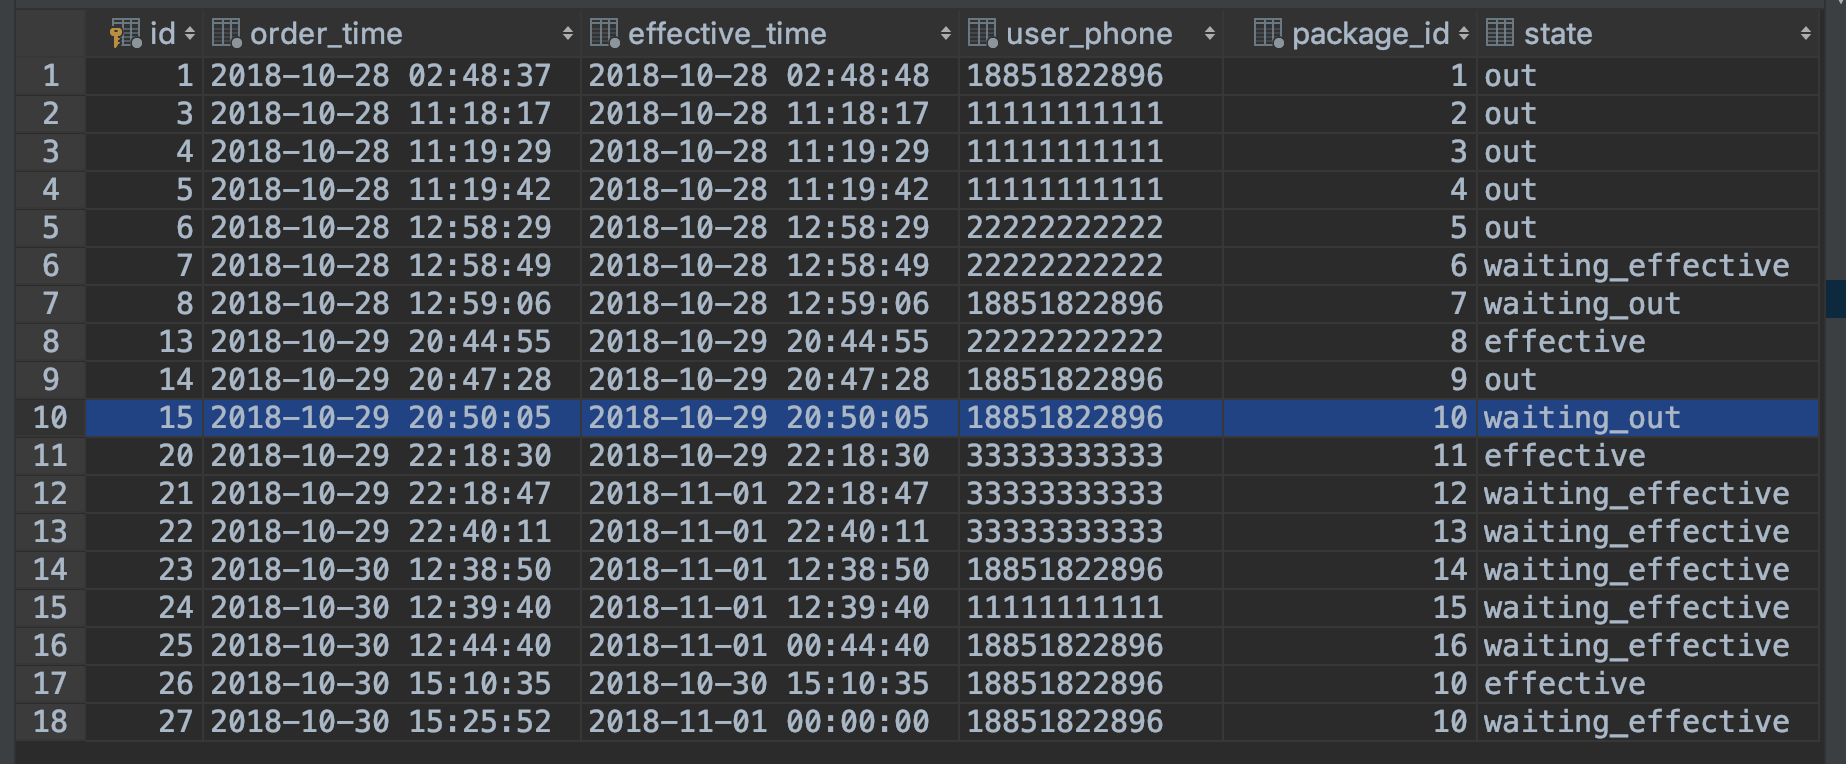 id order_time effective_time user_phone package_id state
1 1 2018-10-28 02:48:37 2018-10-28 02:48:48 18851822896 1 out
2 3 2018-10-28 11:18:17 2018-10-28 11:18:17 11111111111 2 out
3 4 2018-10-28 11:19:29 2018-10-28 11:19:29 11111111111 3 out
4 5 2018-10-28 11:19:42 2018-10-28 11:19:42 11111111111 4 out
5 6 2018-10-28 12:58:29 2018-10-28 12:58:29 22222222222 5 out
6 7 2018-10-28 12:58:49 2018-10-28 12:58:49 22222222222 6 waiting_effective
7 8 2018-10-28 12:59:06 2018-10-28 12:59:06 18851822896 7 waiting_out
8 13 2018-10-29 20:44:55 2018-10-29 20:44:55 22222222222 8 effective
9 14 2018-10-29 20:47:28 2018-10-29 20:47:28 18851822896 9 out
10 15 2018-10-29 20:50:05 2018-10-29 20:50:05 18851822896 10 waiting_out
11 20 2018-10-29 22:18:30 2018-10-29 22:18:30 33333333333 11 effective
12 21 2018-10-29 22:18:47 2018-11-01 22:18:47 33333333333 12 waiting_effective
13 22 2018-10-29 22:40:11 2018-11-01 22:40:11 33333333333 13 waiting_effective
14 23 2018-10-30 12:38:50 2018-11-01 12:38:50 18851822896 14 waiting_effective
15 24 2018-10-30 12:39:40 2018-11-01 12:39:40 11111111111 15 waiting_effective
16 25 2018-10-30 12:44:40 2018-11-01 00:44:40 18851822896 16 waiting_effective
17 26 2018-10-30 15:10:35 2018-10-30 15:10:35 18851822896 10 effective
18 27 2018-10-30 15:25:52 2018-11-01 00:00:00 18851822896 10 waiting_effective